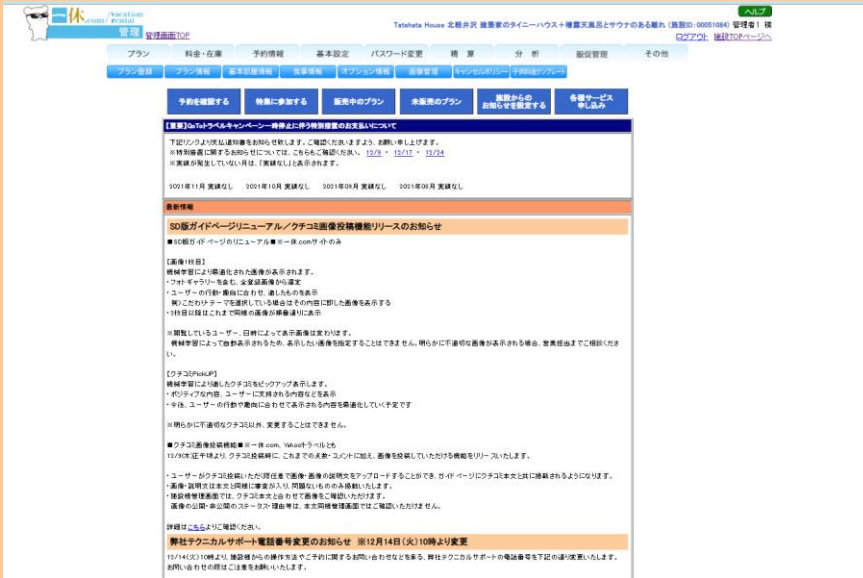 一休.com/vacation rental
管理 管理画面TOP
ヘルプ
Tatehata House 北軽井沢 建築家のタイニーハウス+檜露天風呂とサウナのある離れ (施設ID:00051084) 管理者1 様
ログアウト 施設TOPページへ
プラン 料金・在庫 予約情報 基本設定 パスワード変更 精 算 分 析 販促管理 その他
プラン登録 プラン情報 基本部屋情報 食事情報 オプション情報 画像管理 キャンセルポリシー 子供料金テンプレート
予約を確認する 特集に参加する 販売中のプラン 未販売のプラン 施設からのお知らせを設定する 各種サービス申し込み
【重要】GoToトラベルキャンペーン一時停止に伴う特別措置のお支払いについて
下記リンクより支払通知書をお知らせ致します。ご確認くださいますよう、お願い申し上げます。
※特別措置に関するお知らせについては、こちらもご確認ください。 12/9 ・ 12/17 ・ 12/24
※実績が発生していない月は、「実績なし」と表示されます。
2021年11月 実績なし 2021年10月 実績なし 2021年09月 実績なし 2021年08月 実績なし
最新情報
SD版ガイドページリニューアル/クチコミ画像投稿機能リリースのお知らせ
■SD版ガイドページのリニューアル■※一休.comサイトのみ
【画像1枚目】
機械学習により最適化された画像が表示されます。
・フォトギャラリーを含む、全登録画像から選定
・ユーザーの行動・趣向に合わせ、適したものを表示
例)こだわりテーマを選択している場合はその内容に即した画像を表示する
・2枚目以降はこれまで同様の画像が順番通りに表示
※閲覧しているユーザー、日時によって表示画像は変わります。
機械学習によって自動表示されるため、表示したい画像を指定することはできません。明らかに不適切な画像が表示される場合、営業担当までご相談くださ
い。
【クチコミPickUP】
機械学習により適したクチコミをピックアップ表示します。
・ポジティブな内容、ユーザーに支持される内容などを表示
・今後、ユーザーの行動や趣向に合わせて表示される内容を最適化していく予定です
※明らかに不適切なクチコミ以外、変更することはできません。
■クチコミ画像投稿機能■※一休.com、Yahoo!トラベルとも
12/9(木)正午頃より、クチコミ投稿時に、これまでの点数・コメントに加え、画像を投稿していただける機能をリリースいたします。
・ユーザーがクチコミ投稿いただく際任意で画像・画像の説明文をアップロードすることができ、ガイドページにクチコミ本文と共に掲載されるようになります。
・画像・説明文は本文と同様に審査が入り、問題ないもののみ掲載いたします。
・施設様管理画面では、クチコミ本文と合わせて画像をご確認いただけます。
画像の公開・非公開のステータス・理由等は、本文同様管理画面ではご確認いただけません。
詳細はこちらよりご確認ください。
弊社テクニカルサポート電話番号変更のお知らせ ※12月14日(火)10時より変更
12/14(火)10時より、施設様からの操作方法やご予約に関するお問い合わせなどを承る、弊社テクニカルサポートの電話番号を下記の通り変更いたします。
お問い合わせの際はご注意をお願いいたします。